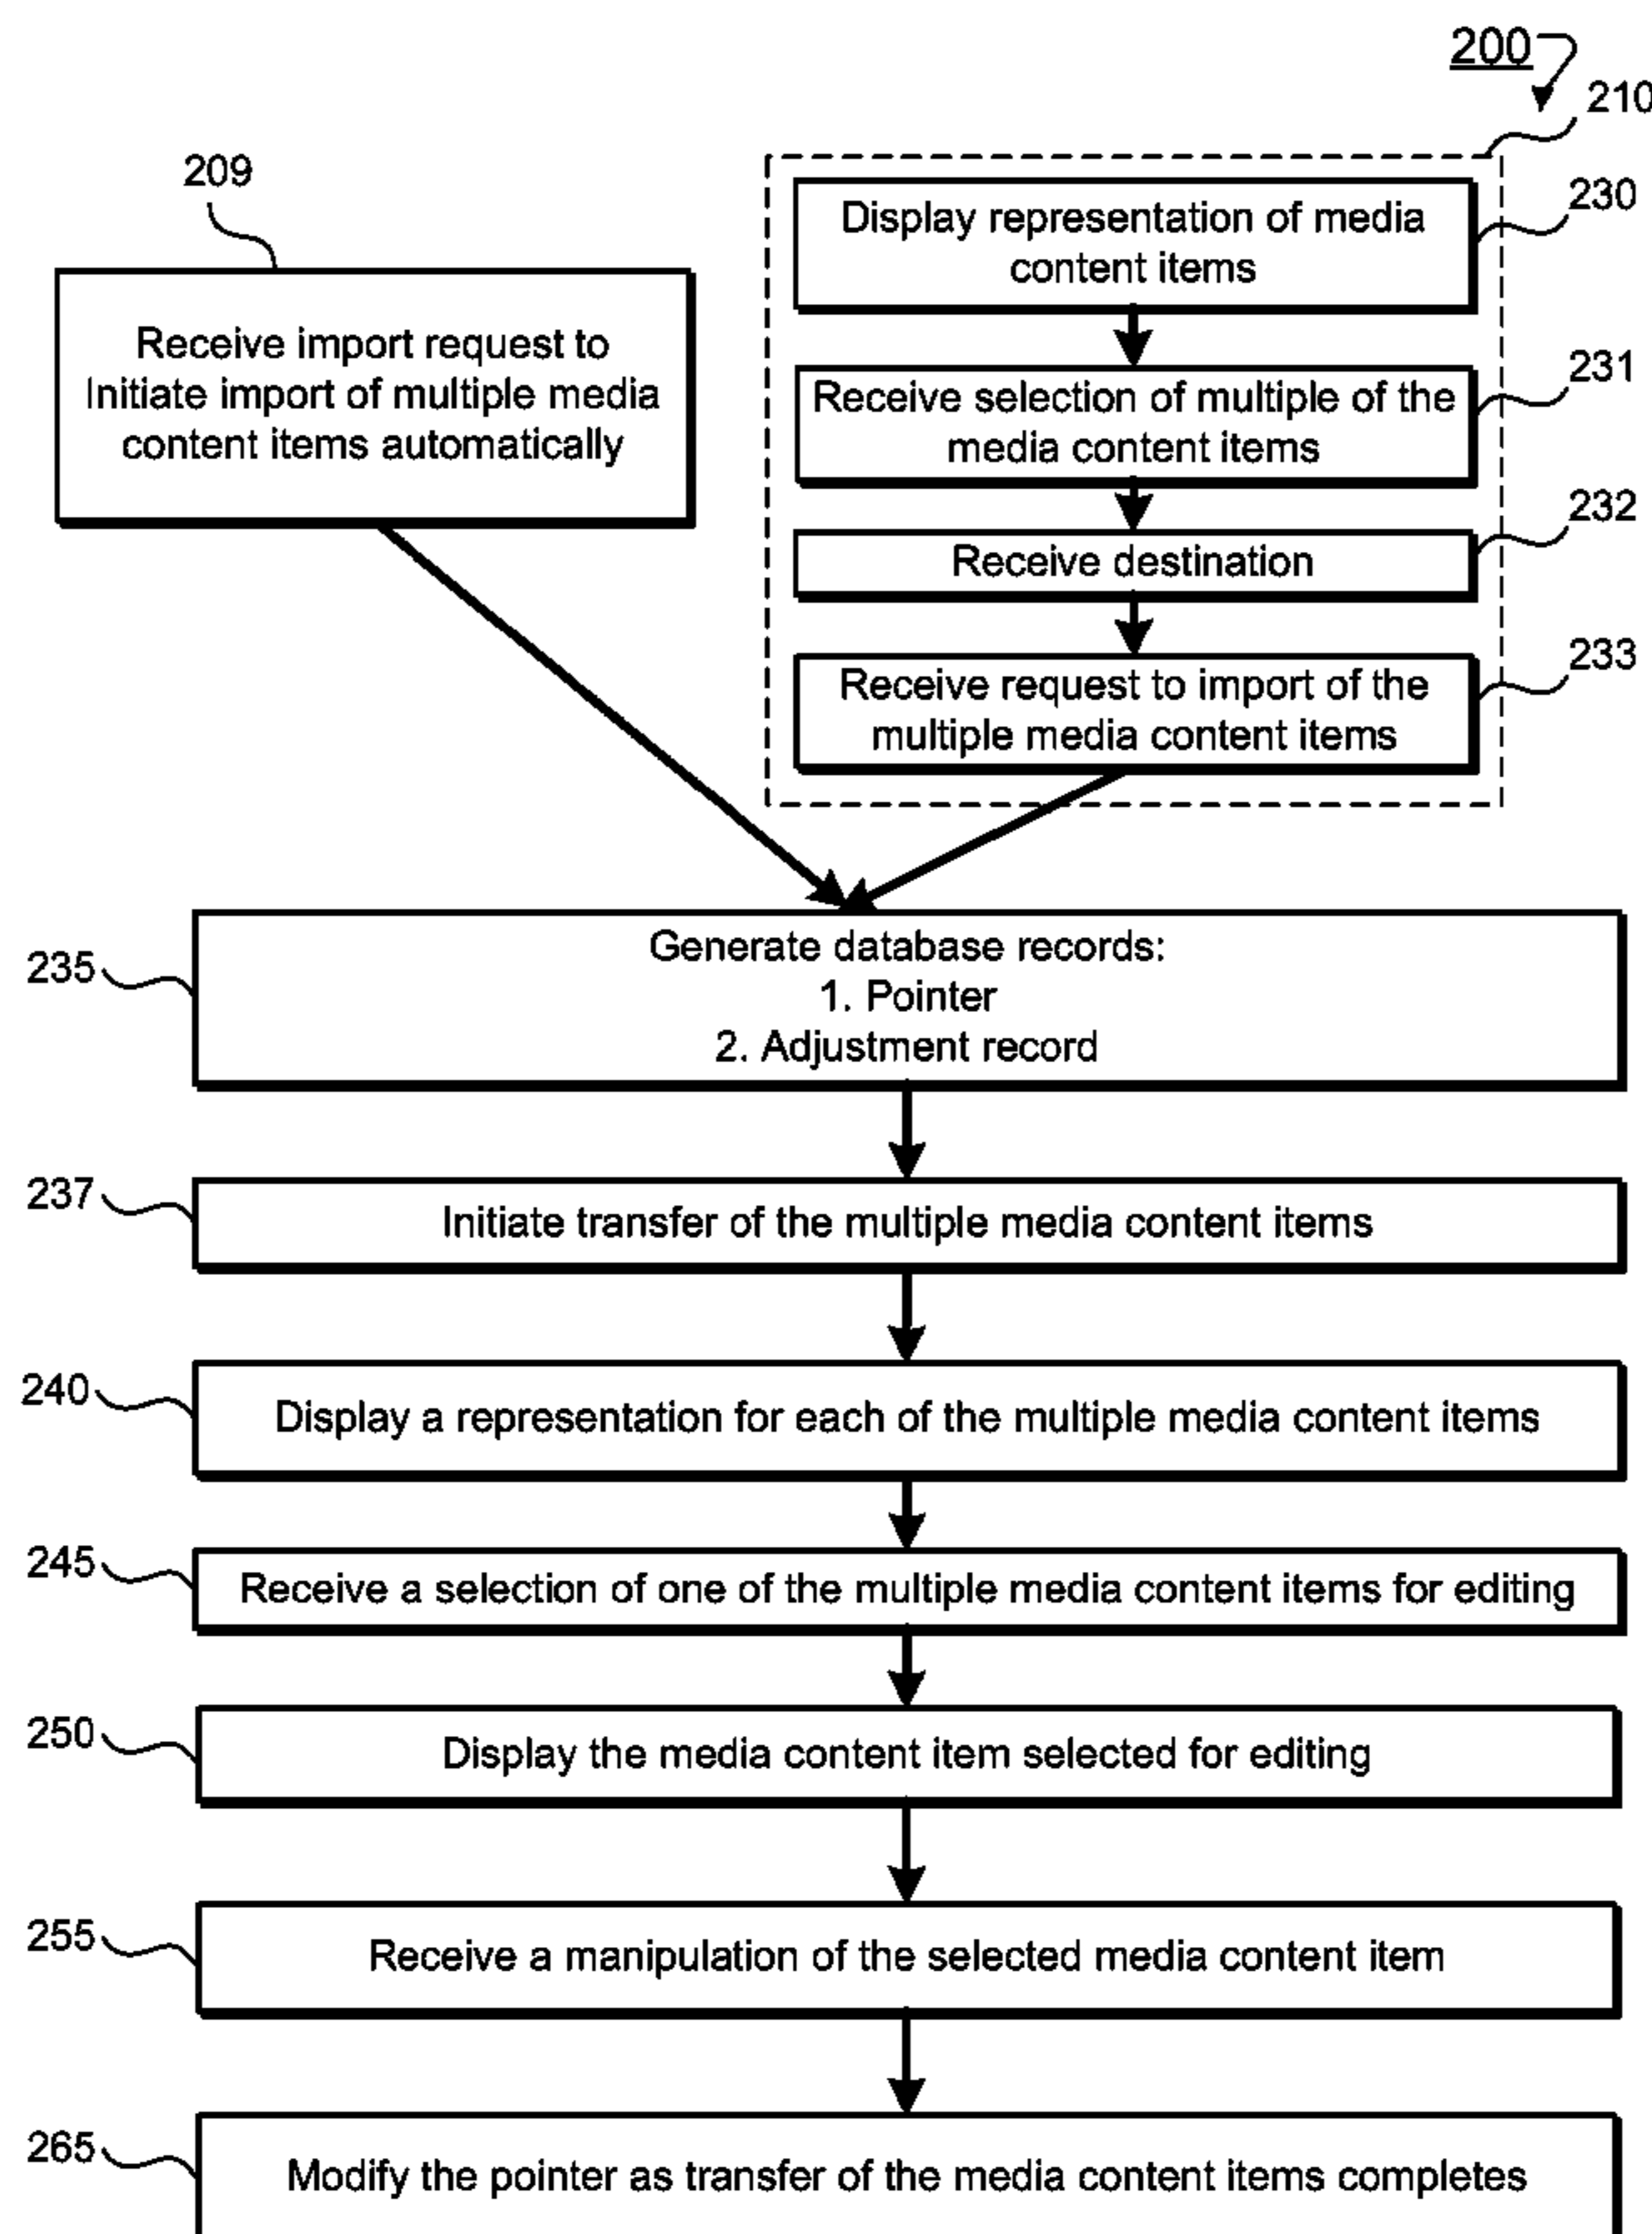 200
210
209
Receive import request to
Initiate import of multiple media
content items automatically
230
Display representation of media
content items
231
Receive selection of multiple of the
media content items
232
Receive destination
233
Receive request to import of the
multiple media content items
235
Generate database records:
1. Pointer
2. Adjustment record
237
Initiate transfer of the multiple media content items
240
Display a representation for each of the multiple media content items
245
Receive a selection of one of the multiple media content items for editing
250
Display the media content item selected for editing
255
Receive a manipulation of the selected media content item
265
Modify the pointer as transfer of the media content items completes